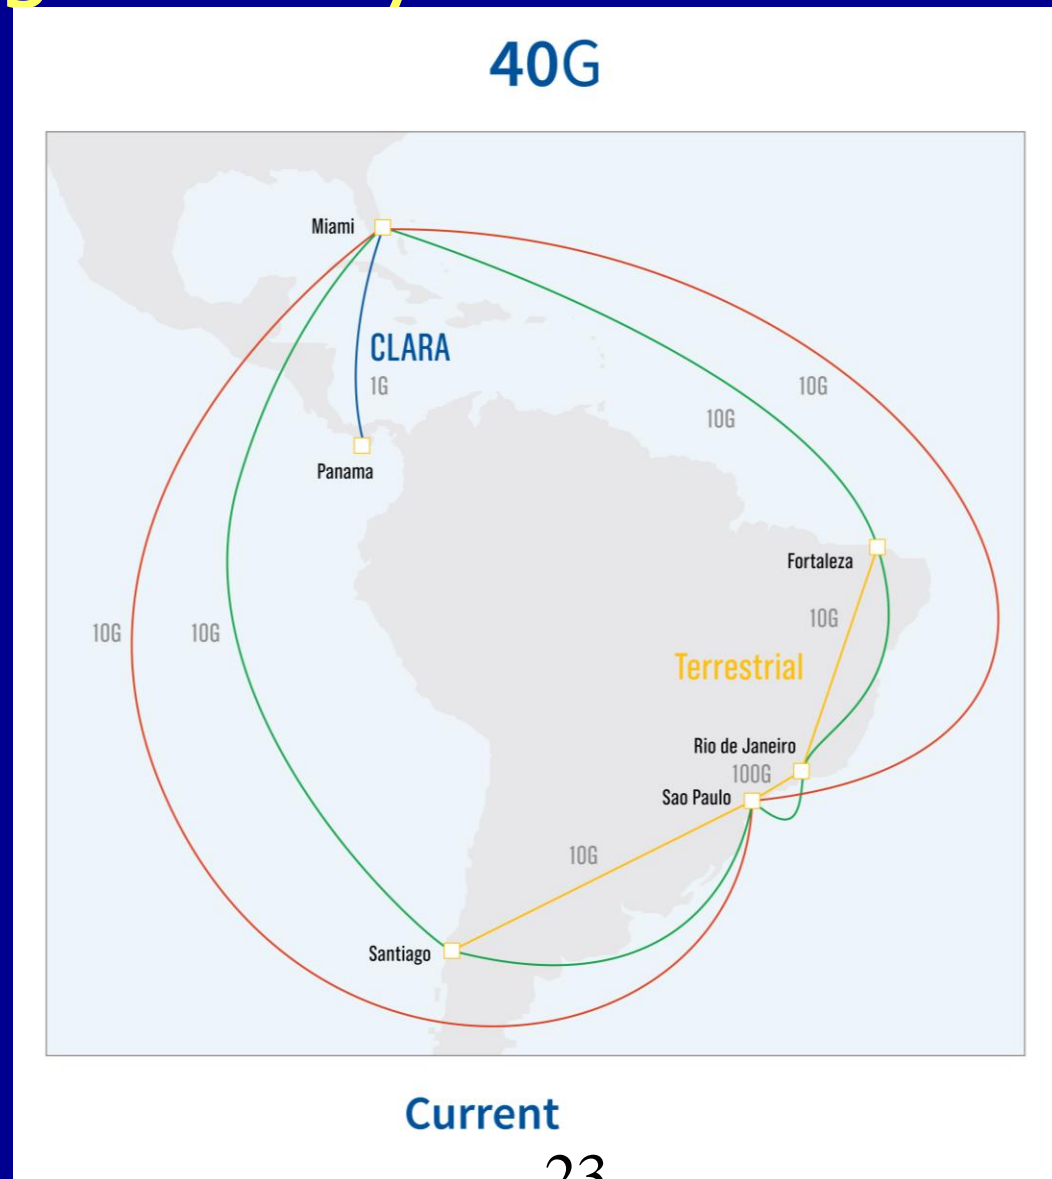 40G
Miami
CLARA
1G
10G
10G
Panama
Fortaleza
10G
10G
10G
Terrestrial
Rio de Janeiro
100G
Sao Paulo
10G
Santiago
Current
23